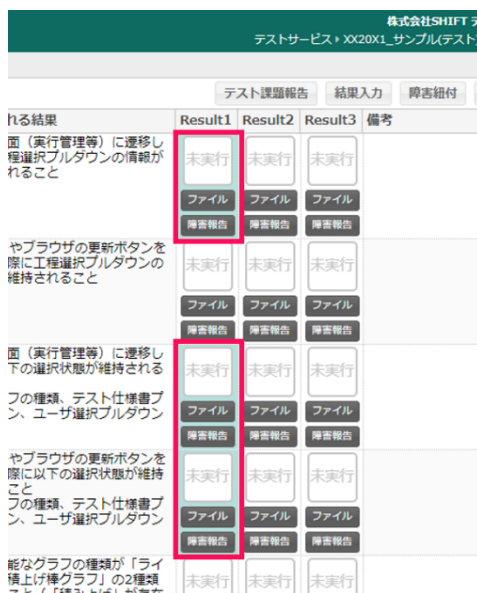 株式会社SHIFT テ
テストサービス ▸ XX20X1_サンプル(テスト
テスト課題報告 結果入力 障害紐付
れる結果 Result1 Result2 Result3 備考
面（実行管理等）に遷移し
程選択プルダウンの情報が
れること
未実行 未実行 未実行
ファイル ファイル ファイル
障害報告 障害報告 障害報告
やブラウザの更新ボタンを
際に工程選択プルダウンの
維持されること
未実行 未実行 未実行
ファイル ファイル ファイル
障害報告 障害報告 障害報告
面（実行管理等）に遷移し
下の選択状態が維持される
フの種類、テスト仕様書プ
ン、ユーザ選択プルダウン
未実行 未実行 未実行
ファイル ファイル ファイル
障害報告 障害報告 障害報告
やブラウザの更新ボタンを
際に以下の選択状態が維持
こと
フの種類、テスト仕様書プ
ン、ユーザ選択プルダウン
未実行 未実行 未実行
ファイル ファイル ファイル
障害報告 障害報告 障害報告
能なグラフの種類が「ライ
積上げ棒グラフ」の2種類
未実行 未実行 未実行